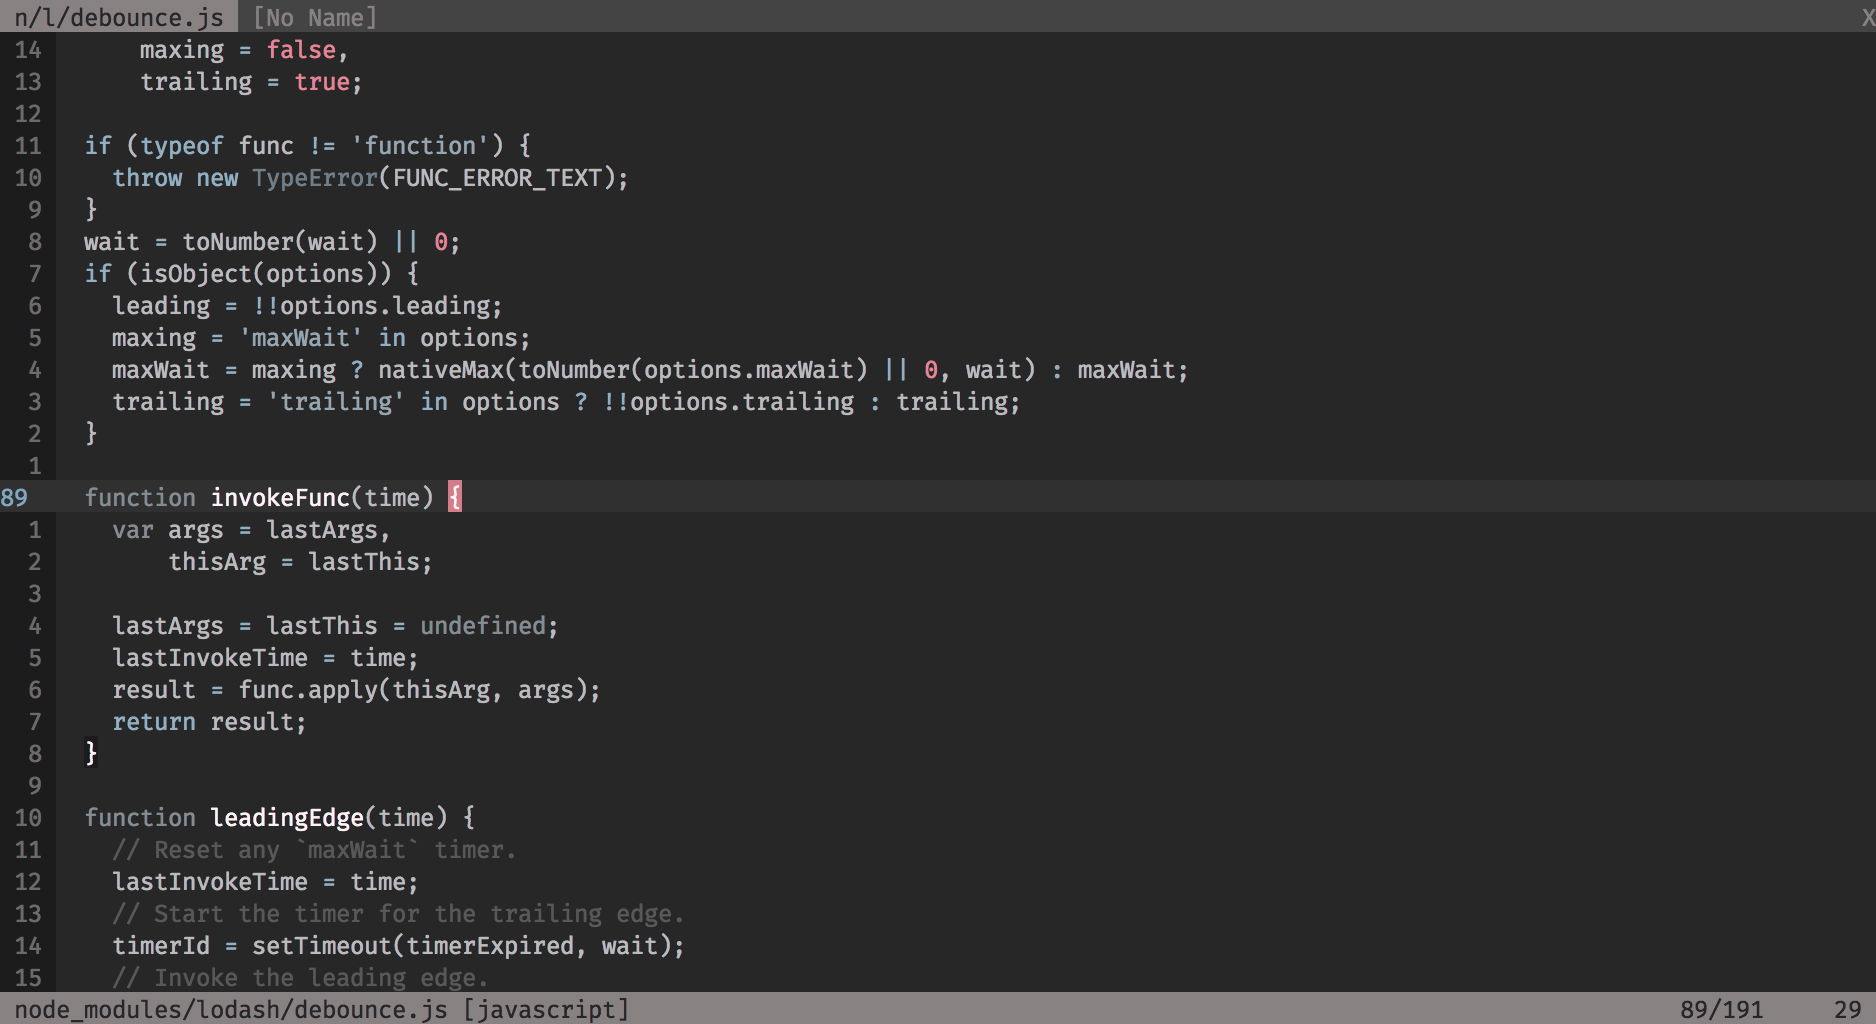 n/l/debounce.js [No Name] X
14 maxing = false,
13 trailing = true;
12
11 if (typeof func != 'function') {
10 throw new TypeError(FUNC_ERROR_TEXT);
9 }
8 wait = toNumber(wait) || 0;
7 if (isObject(options)) {
6 leading = !!options.leading;
5 maxing = 'maxWait' in options;
4 maxWait = maxing ? nativeMax(toNumber(options.maxWait) || 0, wait) : maxWait;
3 trailing = 'trailing' in options ? !!options.trailing : trailing;
2 }
1
89 function invokeFunc(time) {
1 var args = lastArgs,
2 thisArg = lastThis;
3
4 lastArgs = lastThis = undefined;
5 lastInvokeTime = time;
6 result = func.apply(thisArg, args);
7 return result;
8 }
9
10 function leadingEdge(time) {
11 // Reset any `maxWait` timer.
12 lastInvokeTime = time;
13 // Start the timer for the trailing edge.
14 timerId = setTimeout(timerExpired, wait);
15 // Invoke the leading edge.
node_modules/lodash/debounce.js [javascript] 89/191 29